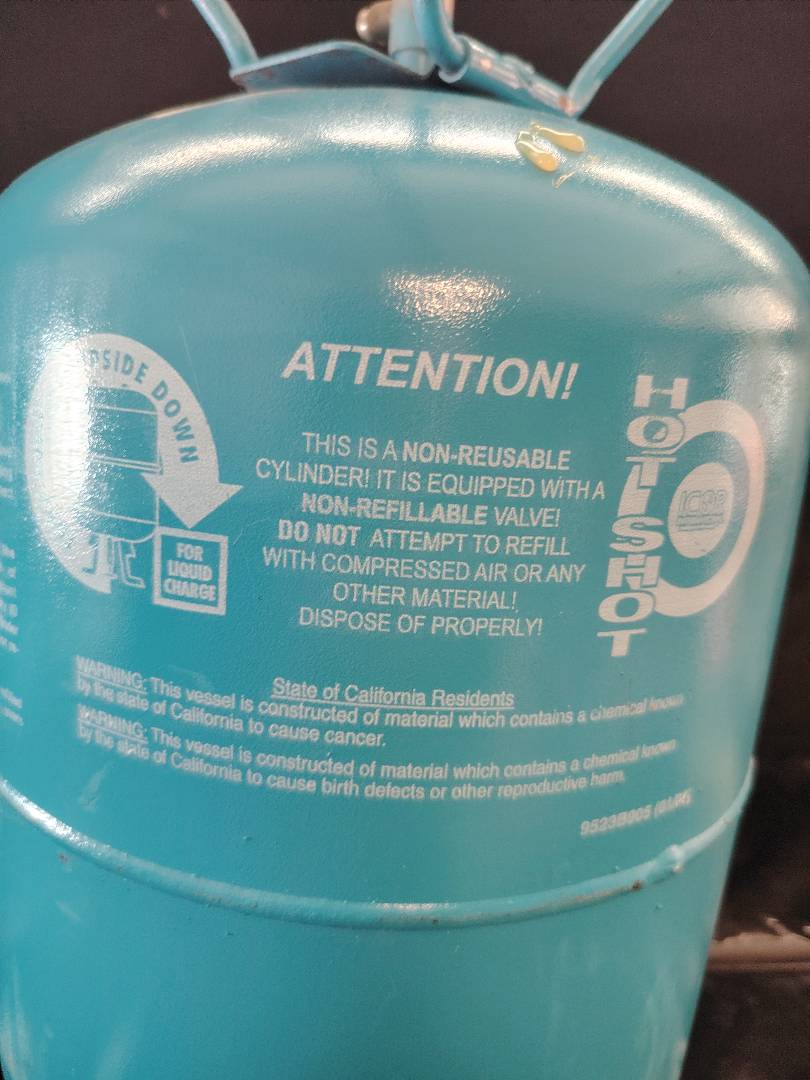 UPSIDE DOWN
FOR
LIQUID
CHARGE
ATTENTION!
THIS IS A NON-REUSABLE
CYLINDER! IT IS EQUIPPED WITH A
NON-REFILLABLE VALVE!
DO NOT ATTEMPT TO REFILL
WITH COMPRESSED AIR OR ANY
OTHER MATERIAL!
DISPOSE OF PROPERLY!
HOTSHOT
ICOR
State of California Residents
WARNING: This vessel is constructed of material which contains a chemical known
by the state of California to cause cancer.
WARNING: This vessel is constructed of material which contains a chemical known
by the state of California to cause birth defects or other reproductive harm.
9523B905